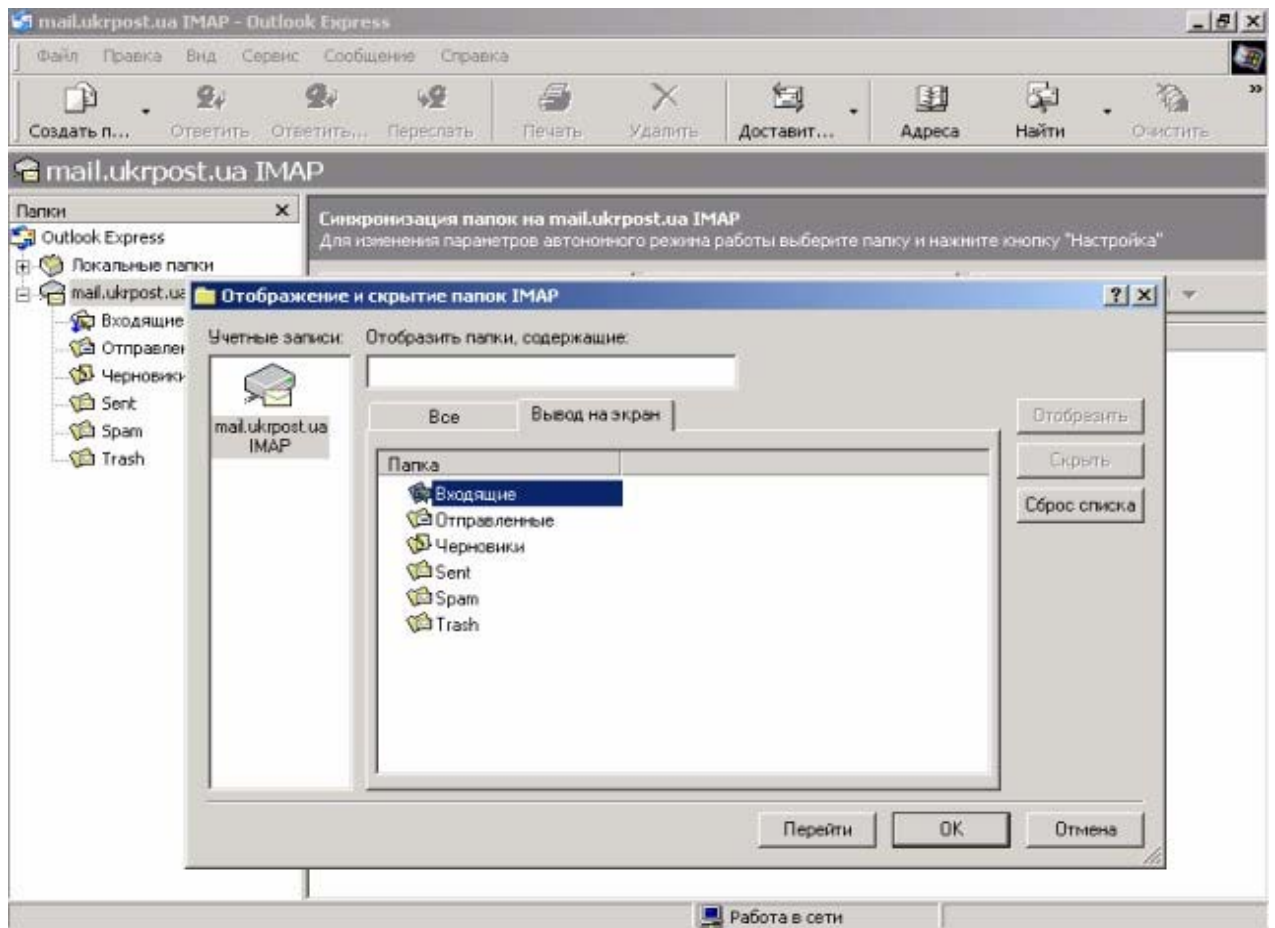 mail.ukrpost.ua IMAP - Outlook Express
Файл Правка Вид Сервис Сообщение Справка
Создать п... Ответить Ответить... Переслать Печать Удалить Доставит... Адреса Найти Очистить
mail.ukrpost.ua IMAP
Папки
Outlook Express
Локальные папки
mail.ukrpost.ua
Входящие
Отправлен
Черновики
Sent
Spam
Trash
Синхронизация папок на mail.ukrpost.ua IMAP
Для изменения параметров автономного режима работы выберите папку и нажмите кнопку "Настройка"
Отображение и скрытие папок IMAP
Учетные записи:
mail.ukrpost.ua
IMAP
Отобразить папки, содержащие:
Все Вывод на экран
Папка
Входящие
Отправленные
Черновики
Sent
Spam
Trash
Отобразить
Скрыть
Сброс списка
Перейти OK Отмена
Работа в сети